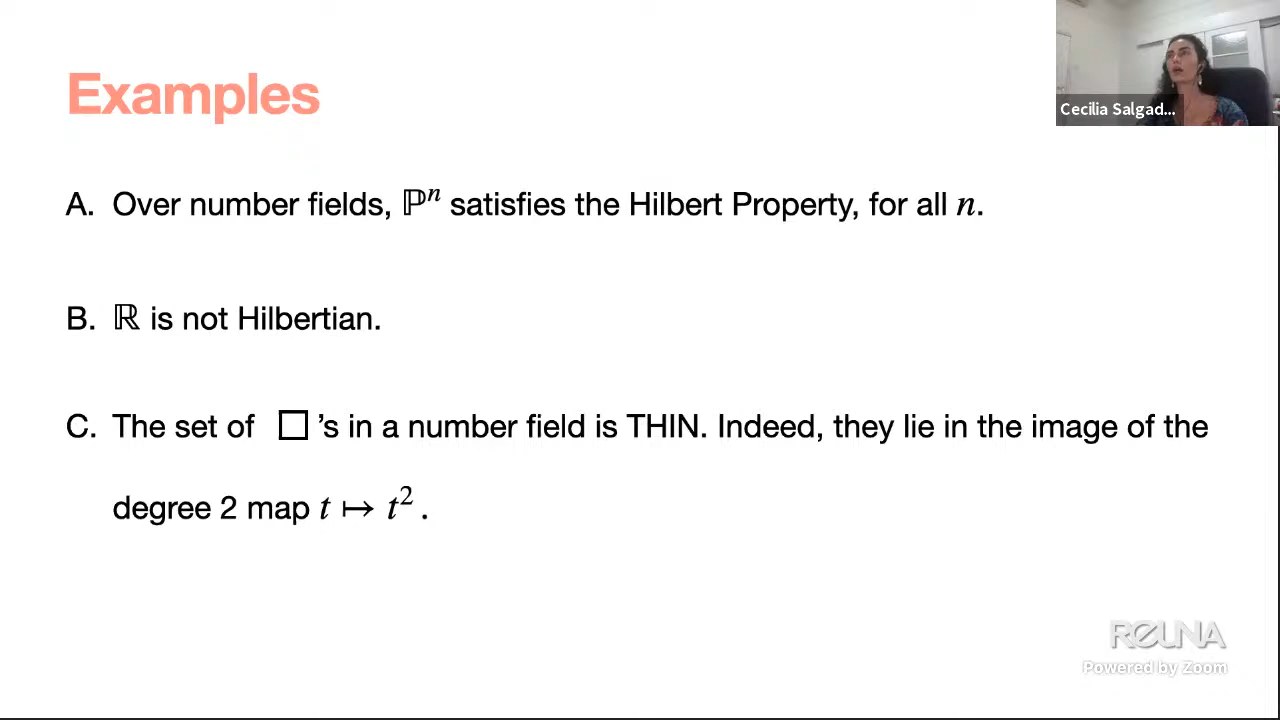 Examples
Cecilia Salgad...
A. Over number fields, ℙⁿ satisfies the Hilbert Property, for all n.
B. ℝ is not Hilbertian.
C. The set of □ 's in a number field is THIN. Indeed, they lie in the image of the
degree 2 map t ↦ t².
REUNA
Powered by Zoom